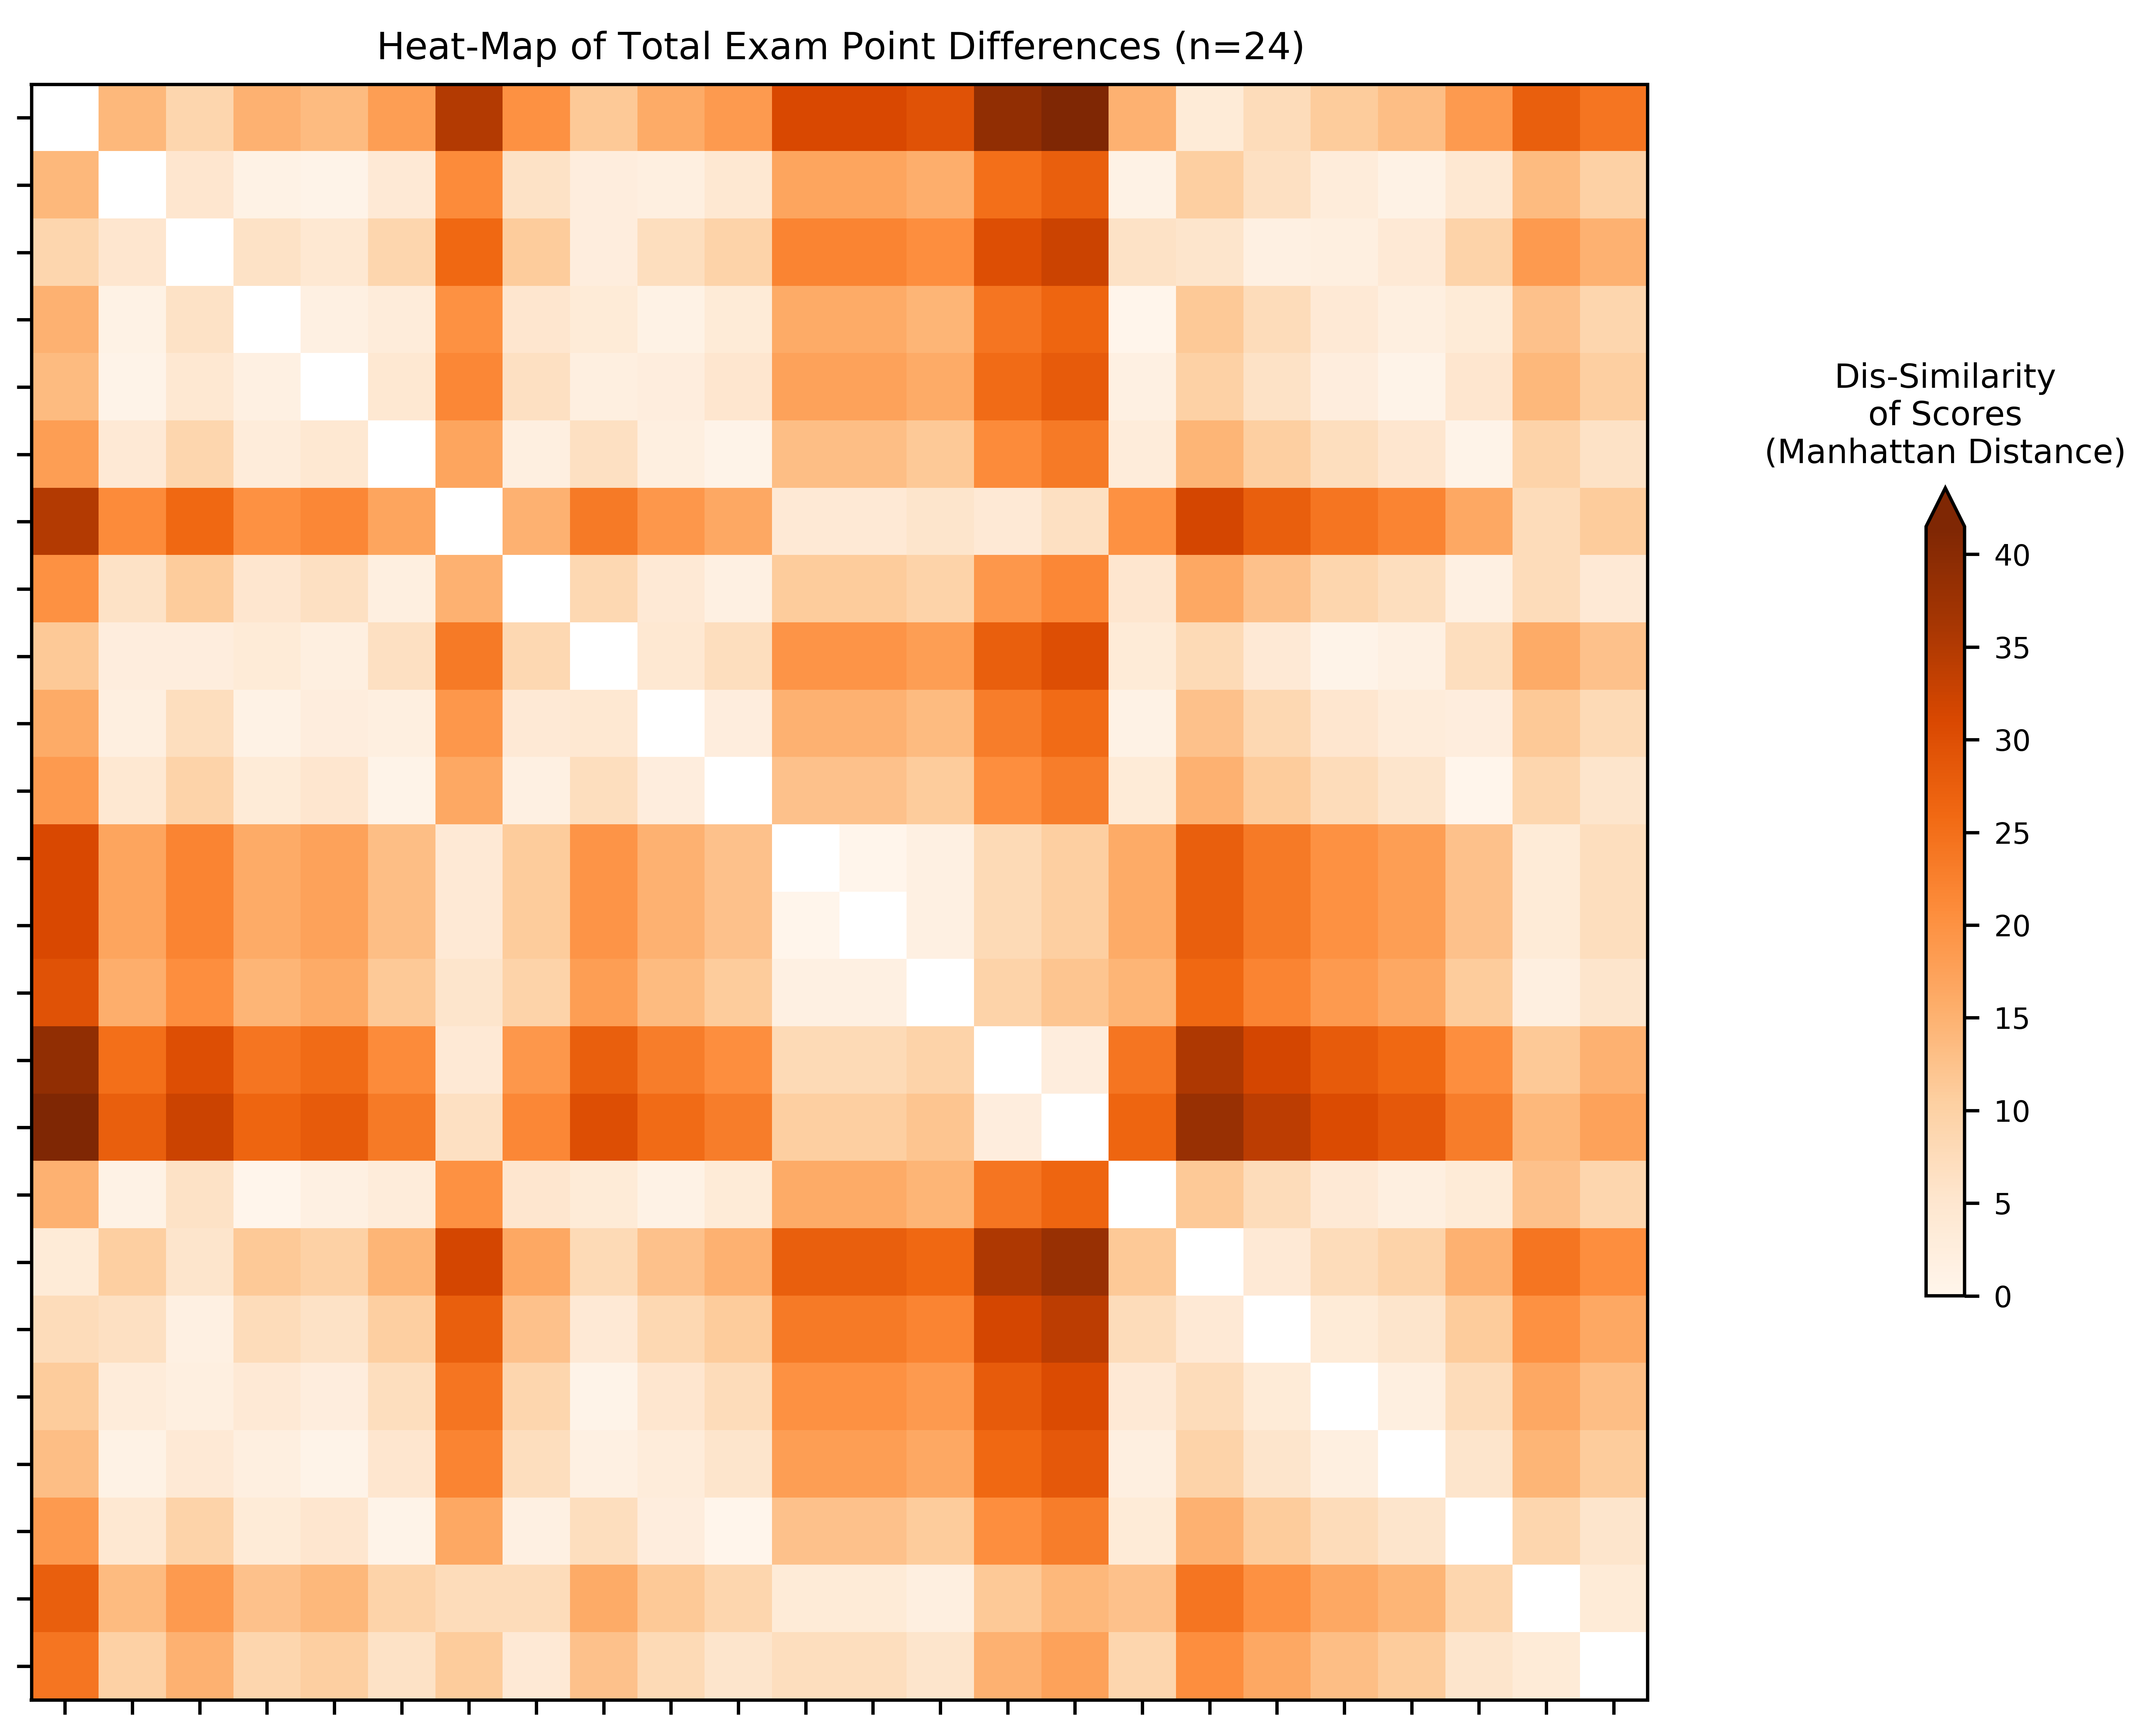 Heat-Map of Total Exam Point Differences (n=24)
Dis-Similarity
of Scores
(Manhattan Distance)
40
35
30
25
20
15
10
5
0